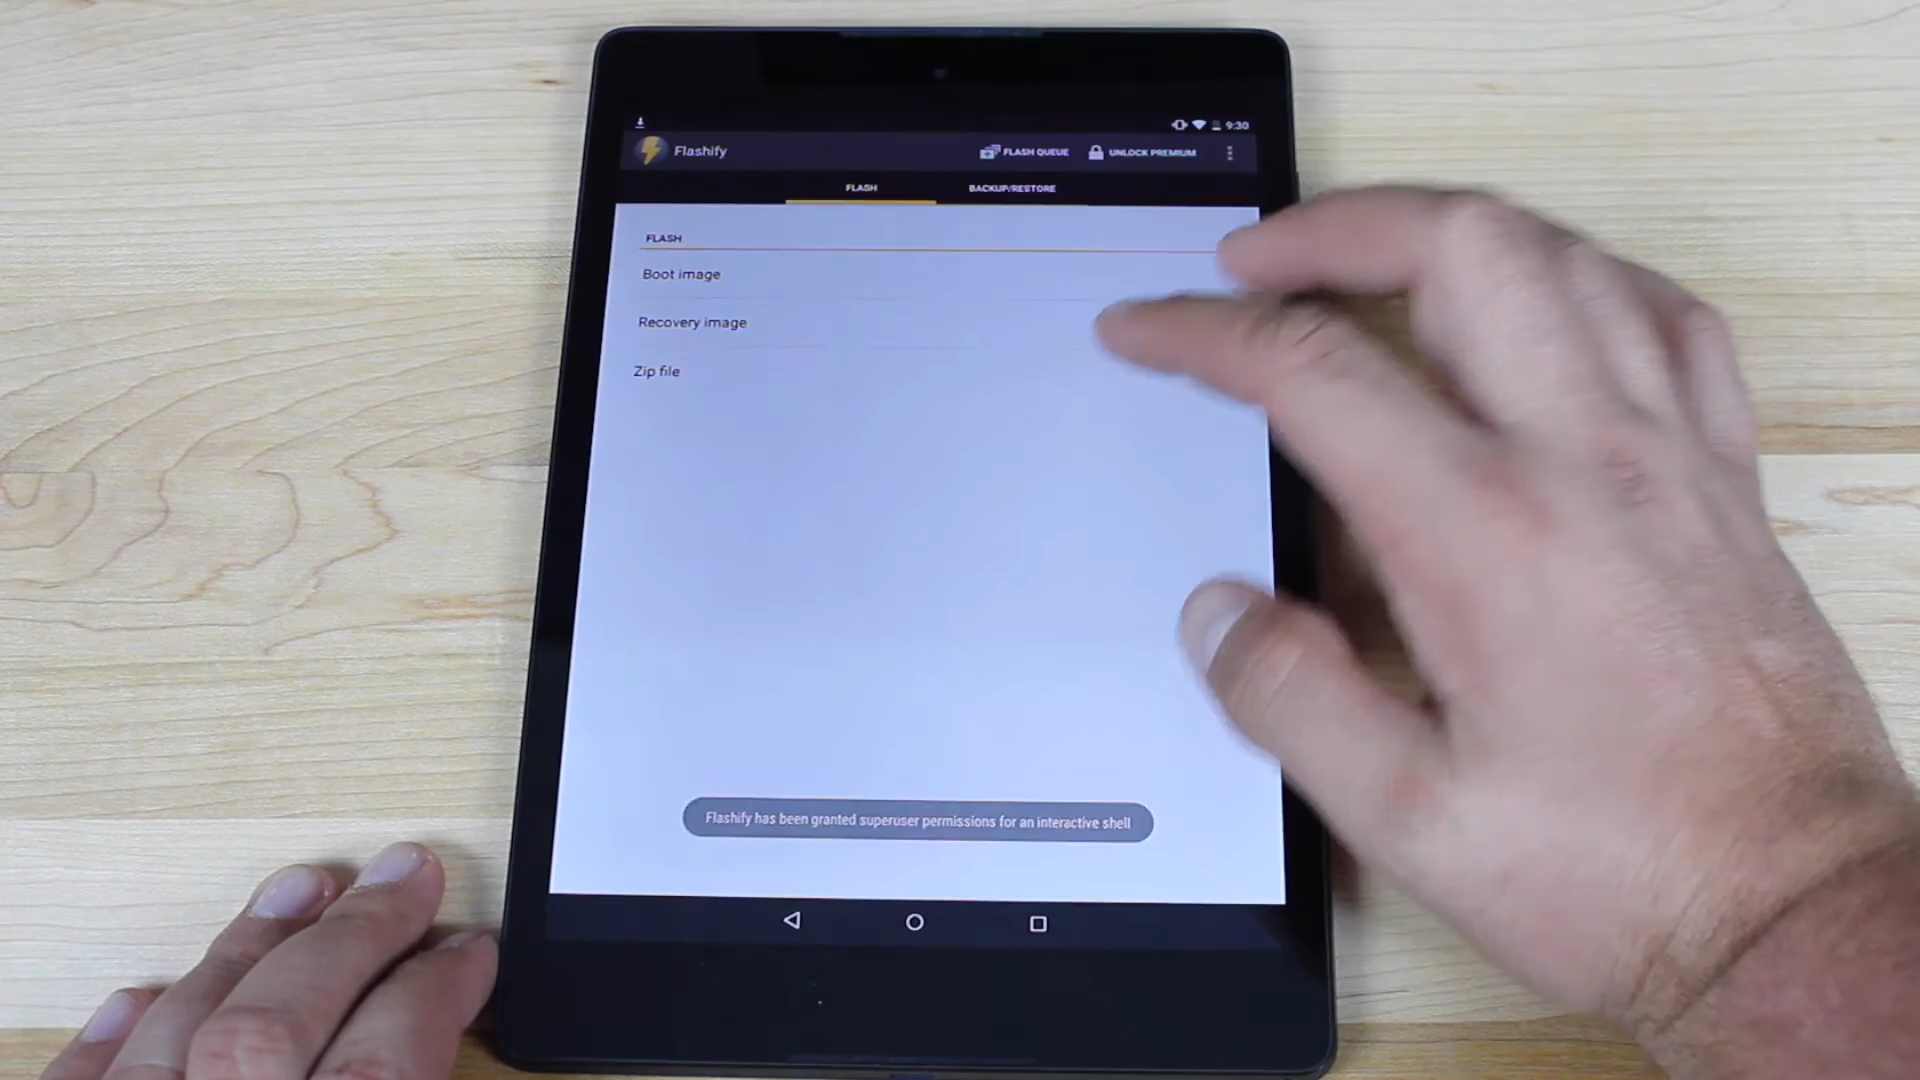 9:30
Flashify
FLASH QUEUE
UNLOCK PREMIUM
FLASH
BACKUP/RESTORE
FLASH
Boot image
Recovery image
Zip file
Flashify has been granted superuser permissions for an interactive shell